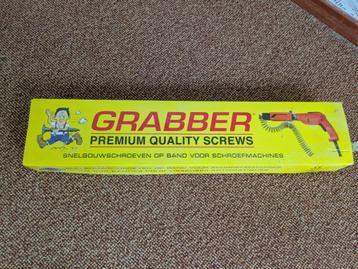 GRABBER
PREMIUM QUALITY SCREWS
SNELBOUWSCHROEVEN OP BAND VOOR SCHROEFMACHINES